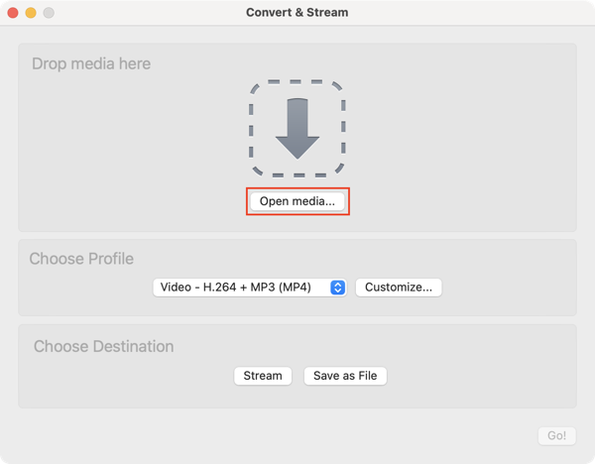 Convert & Stream
Drop media here
Open media...
Choose Profile
Video - H.264 + MP3 (MP4) Customize...
Choose Destination
Stream Save as File
Go!